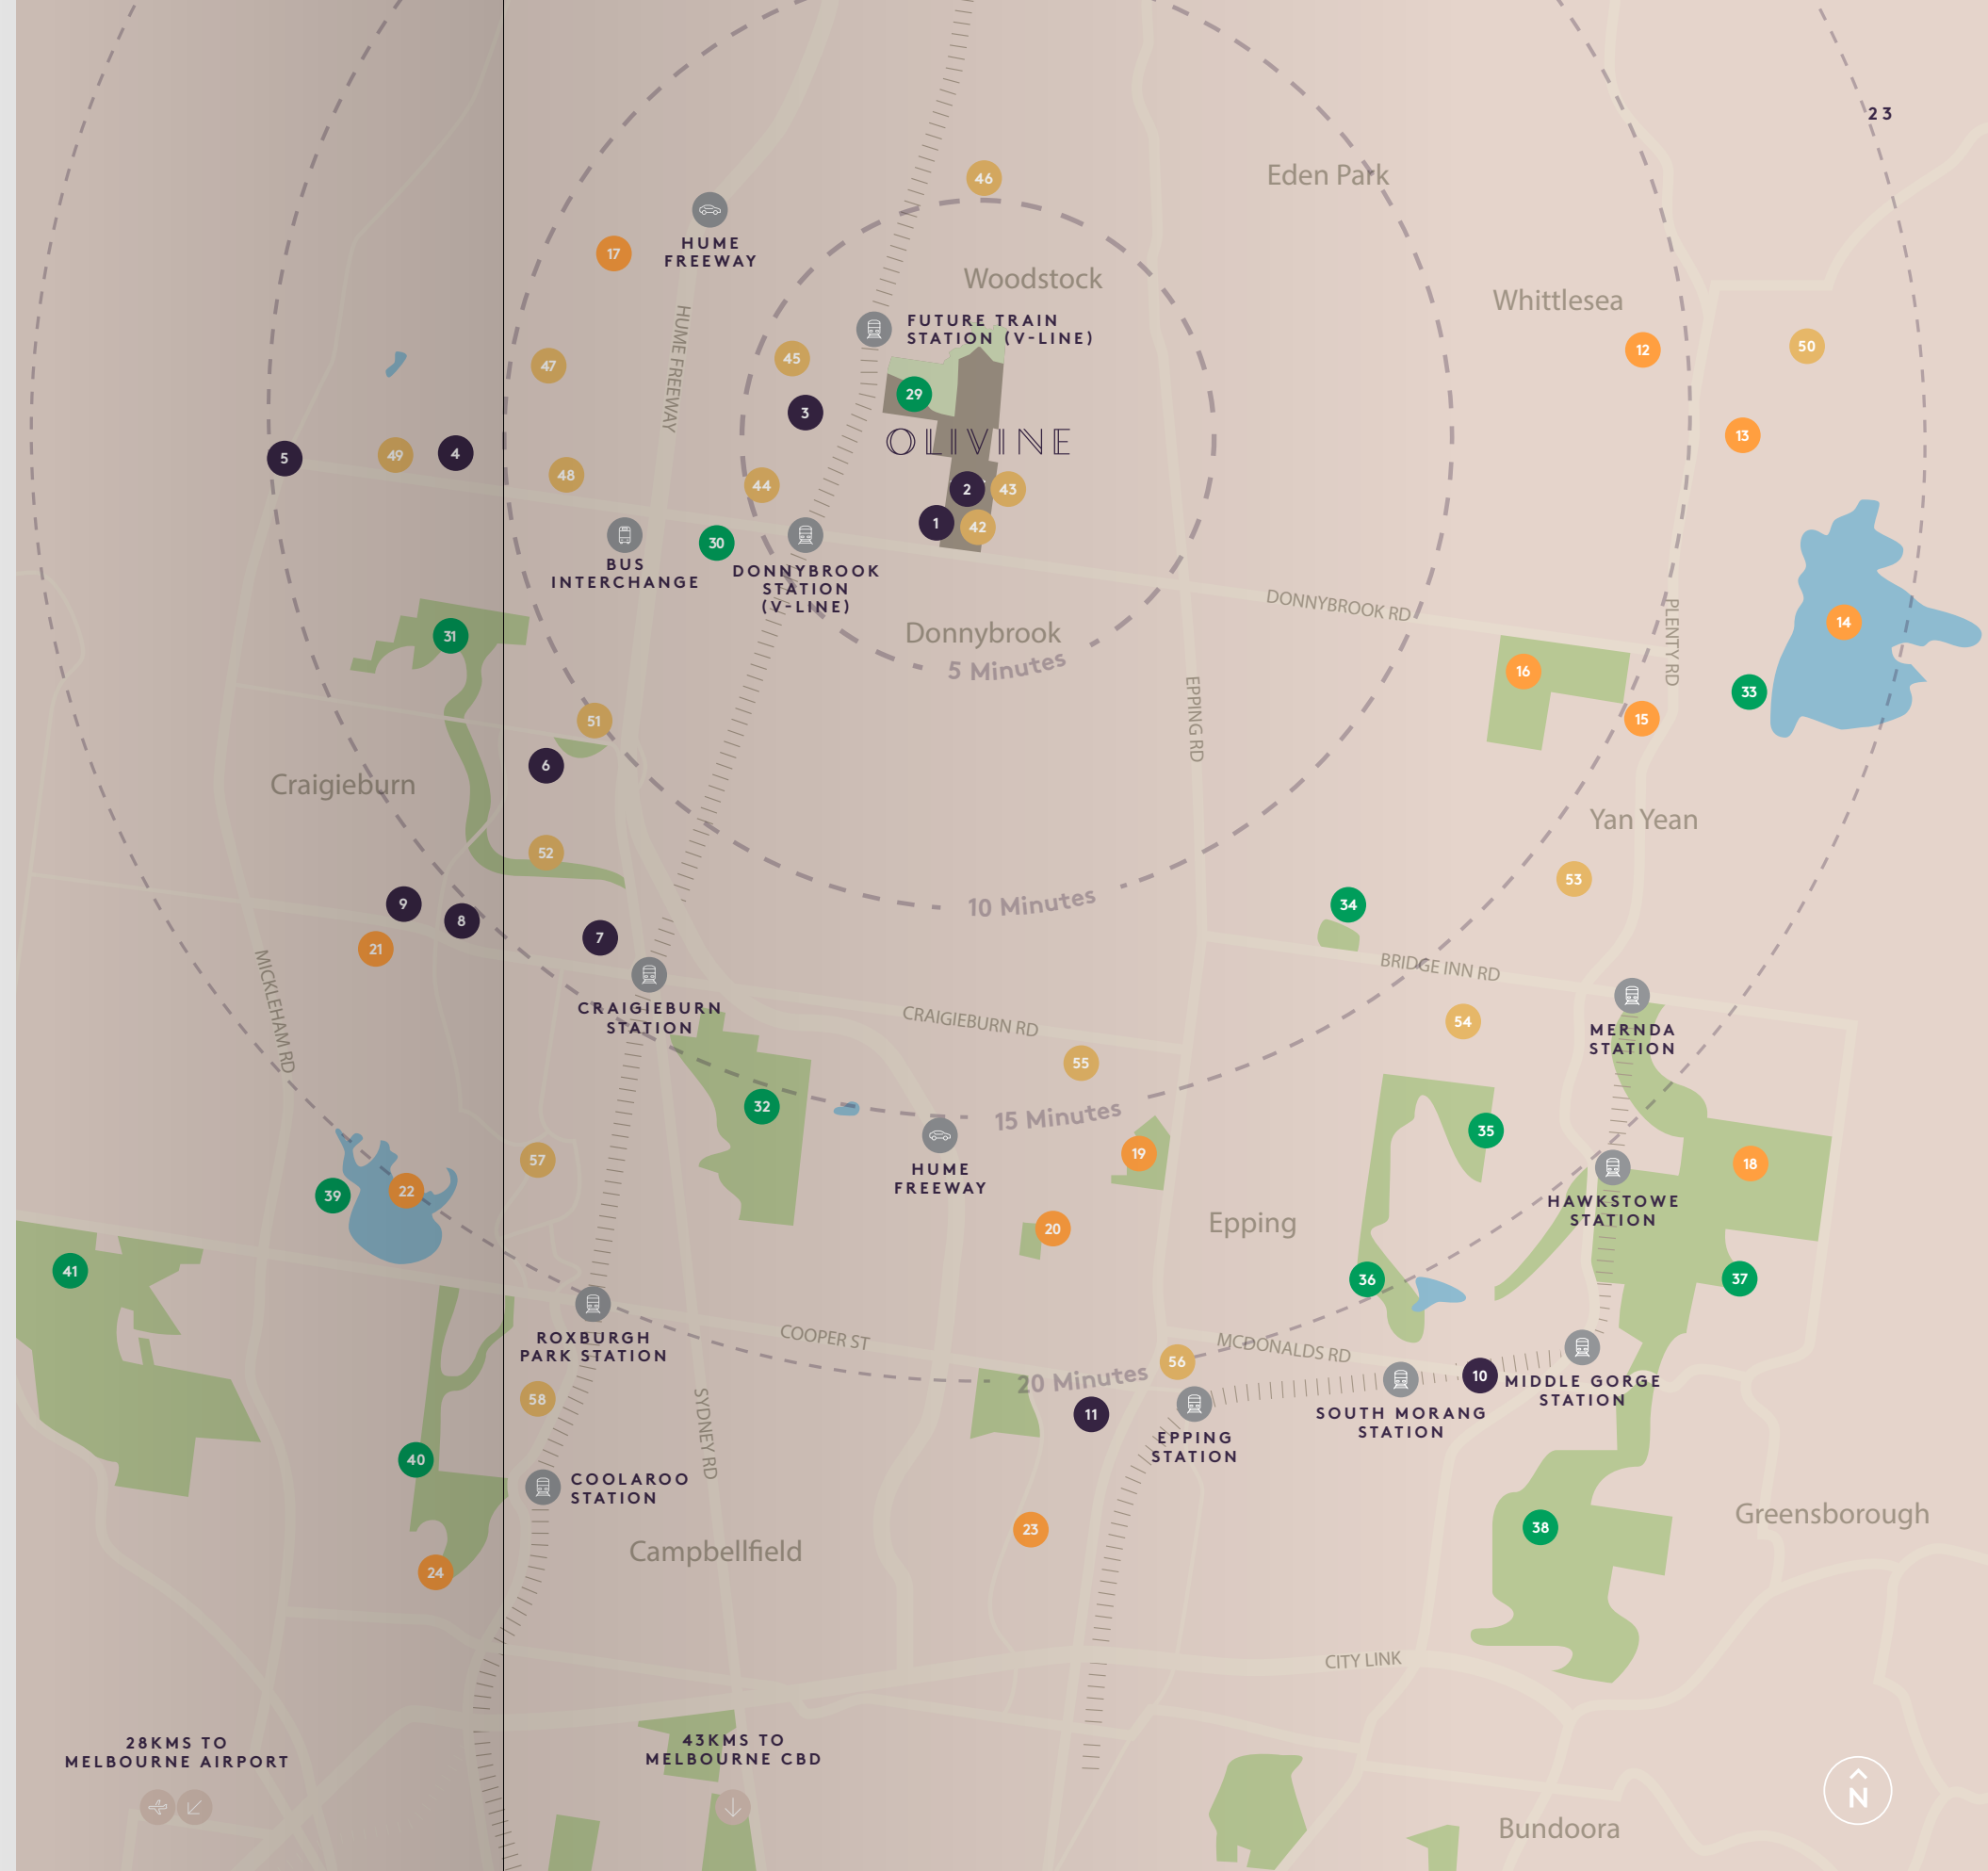 23
Eden Park
46
HUME
FREEWAY
17
Woodstock
Whittlesea
FUTURE TRAIN
STATION (V-LINE)
HUME FREEWAY
12
50
45
47
29
3
13
OLIVINE
5
49
4
48
44
2
43
1
42
BUS
INTERCHANGE
30
DONNYBROOK
STATION
(V-LINE)
DONNYBROOK RD
PLENTY RD
14
31
Donnybrook
5 Minutes
16
33
EPPING RD
15
51
6
Craigieburn
Yan Yean
52
53
9
8
7
10 Minutes
34
21
MICKLEHAM RD
BRIDGE INN RD
CRAIGIEBURN
STATION
CRAIGIEBURN RD
54
MERNDA
STATION
55
32
15 Minutes
35
HUME
FREEWAY
19
57
18
39
22
HAWKSTOWE
STATION
20
Epping
41
36
37
ROXBURGH
PARK STATION
COOPER ST
MCDONALDS RD
56
20 Minutes
10
MIDDLE GORGE
STATION
58
SYDNEY RD
11
SOUTH MORANG
STATION
EPPING
STATION
40
COOLAROO
STATION
Greensborough
23
38
Campbellfield
24
CITY LINK
28KMS TO
MELBOURNE AIRPORT
43KMS TO
MELBOURNE CBD
N
Bundoora